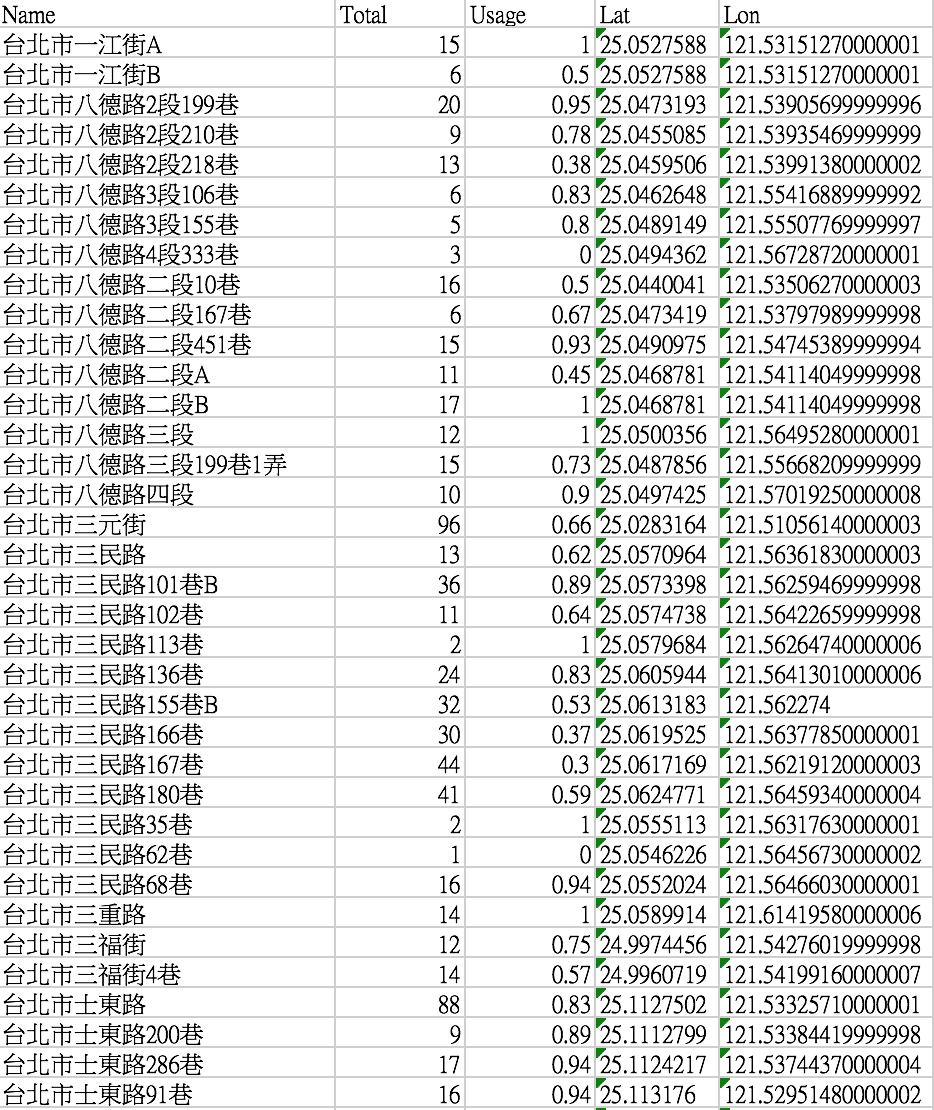 Name Total Usage Lat Lon
台北市一江街A 15 1 25.0527588 121.53151270000001
台北市一江街B 6 0.5 25.0527588 121.53151270000001
台北市八德路2段199巷 20 0.95 25.0473193 121.53905699999996
台北市八德路2段210巷 9 0.78 25.0455085 121.53935469999999
台北市八德路2段218巷 13 0.38 25.0459506 121.53991380000002
台北市八德路3段106巷 6 0.83 25.0462648 121.55416889999992
台北市八德路3段155巷 5 0.8 25.0489149 121.55507769999997
台北市八德路4段333巷 3 0 25.0494362 121.56728720000001
台北市八德路二段10巷 16 0.5 25.0440041 121.53506270000003
台北市八德路二段167巷 6 0.67 25.0473419 121.53797989999998
台北市八德路二段451巷 15 0.93 25.0490975 121.54745389999994
台北市八德路二段A 11 0.45 25.0468781 121.54114049999998
台北市八德路二段B 17 1 25.0468781 121.54114049999998
台北市八德路三段 12 1 25.0500356 121.56495280000001
台北市八德路三段199巷1弄 15 0.73 25.0487856 121.55668209999999
台北市八德路四段 10 0.9 25.0497425 121.57019250000008
台北市三元街 96 0.66 25.0283164 121.51056140000003
台北市三民路 13 0.62 25.0570964 121.56361830000003
台北市三民路101巷B 36 0.89 25.0573398 121.56259469999998
台北市三民路102巷 11 0.64 25.0574738 121.56422659999998
台北市三民路113巷 2 1 25.0579684 121.56264740000006
台北市三民路136巷 24 0.83 25.0605944 121.56413010000006
台北市三民路155巷B 32 0.53 25.0613183 121.562274
台北市三民路166巷 30 0.37 25.0619525 121.56377850000001
台北市三民路167巷 44 0.3 25.0617169 121.56219120000003
台北市三民路180巷 41 0.59 25.0624771 121.56459340000004
台北市三民路35巷 2 1 25.0555113 121.56317630000001
台北市三民路62巷 1 0 25.0546226 121.56456730000002
台北市三民路68巷 16 0.94 25.0552024 121.56466030000001
台北市三重路 14 1 25.0589914 121.61419580000006
台北市三福街 12 0.75 24.9974456 121.54276019999998
台北市三福街4巷 14 0.57 24.9960719 121.54199160000007
台北市士東路 88 0.83 25.1127502 121.53325710000001
台北市士東路200巷 9 0.89 25.1112799 121.53384419999998
台北市士東路286巷 17 0.94 25.1124217 121.53744370000004
台北市士東路91巷 16 0.94 25.113176 121.52951480000002